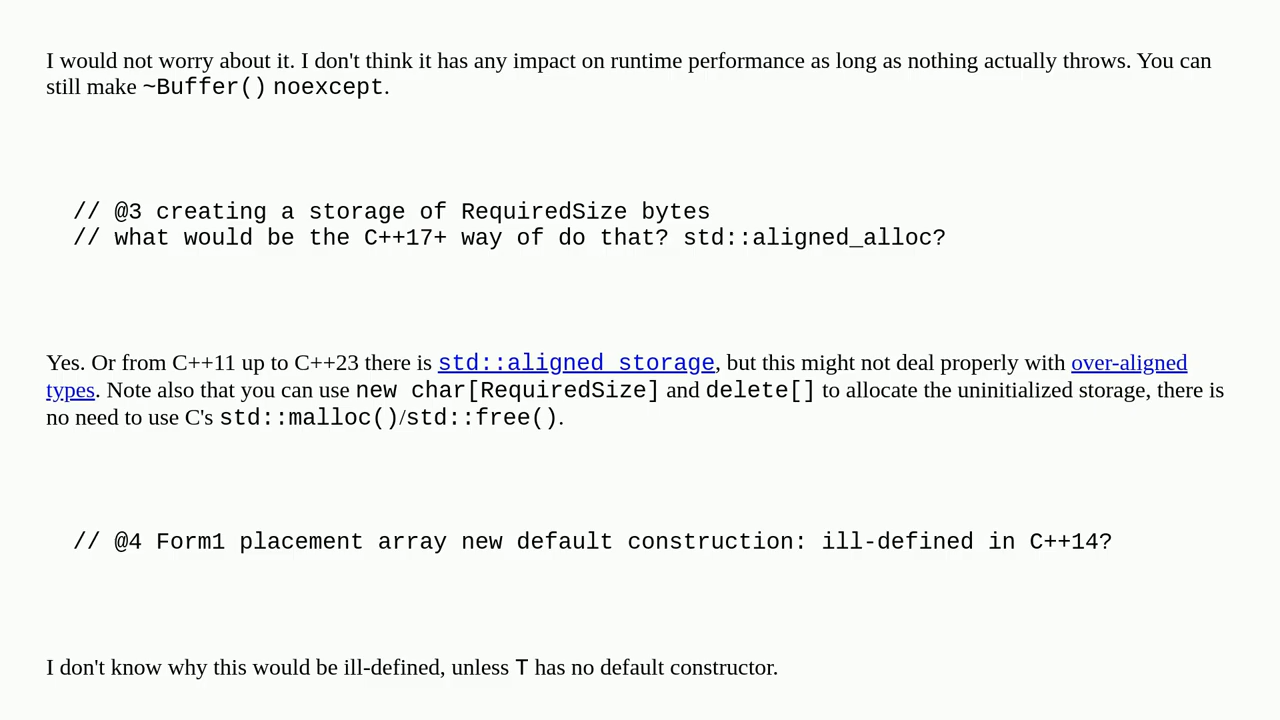 I would not worry about it. I don't think it has any impact on runtime performance as long as nothing actually throws. You can
still make ~Buffer() noexcept.
// @3 creating a storage of RequiredSize bytes
// what would be the C++17+ way of do that? std::aligned_alloc?
Yes. Or from C++11 up to C++23 there is std::aligned_storage, but this might not deal properly with over-aligned
types. Note also that you can use new char[RequiredSize] and delete[] to allocate the uninitialized storage, there is
no need to use C's std::malloc()/std::free().
// @4 Form1 placement array new default construction: ill-defined in C++14?
I don't know why this would be ill-defined, unless T has no default constructor.